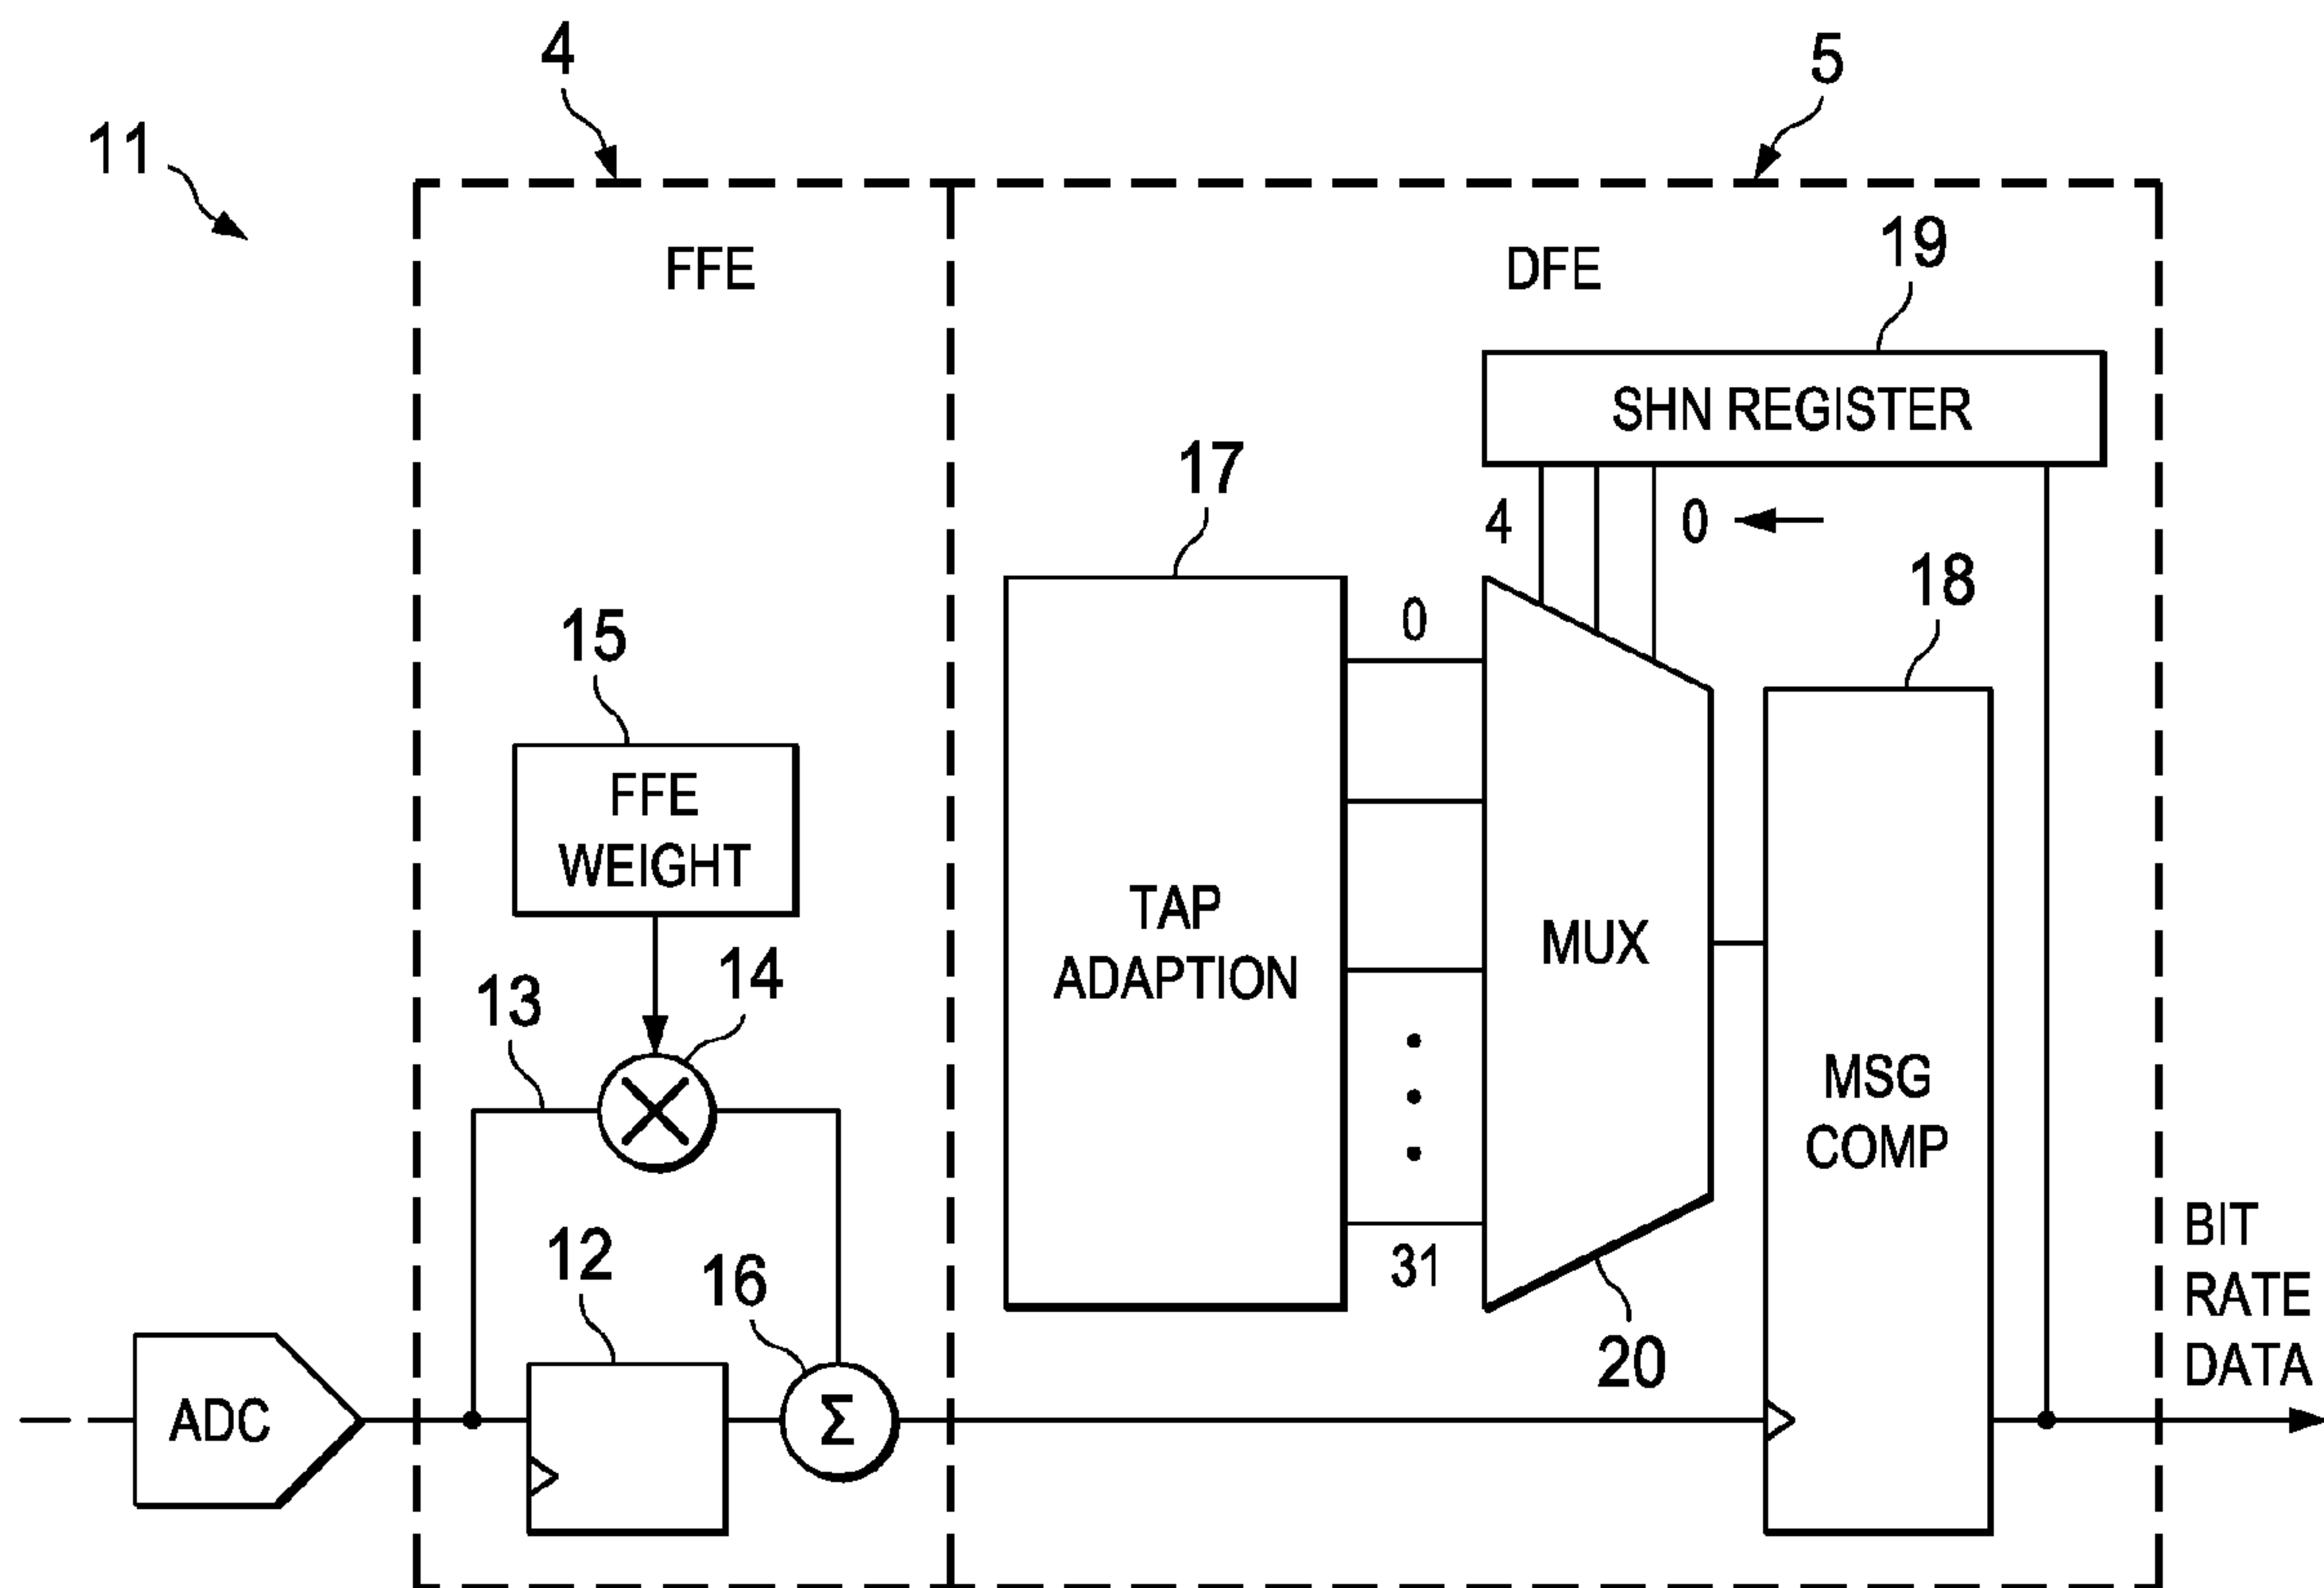 4
5
11
FFE
DFE
19
SHN REGISTER
17
4
0
18
0
15
FFE
WEIGHT
TAP
ADAPTION
MUX
13
14
MSG
COMP
12
16
31
20
BIT
RATE
DATA
ADC
Σ